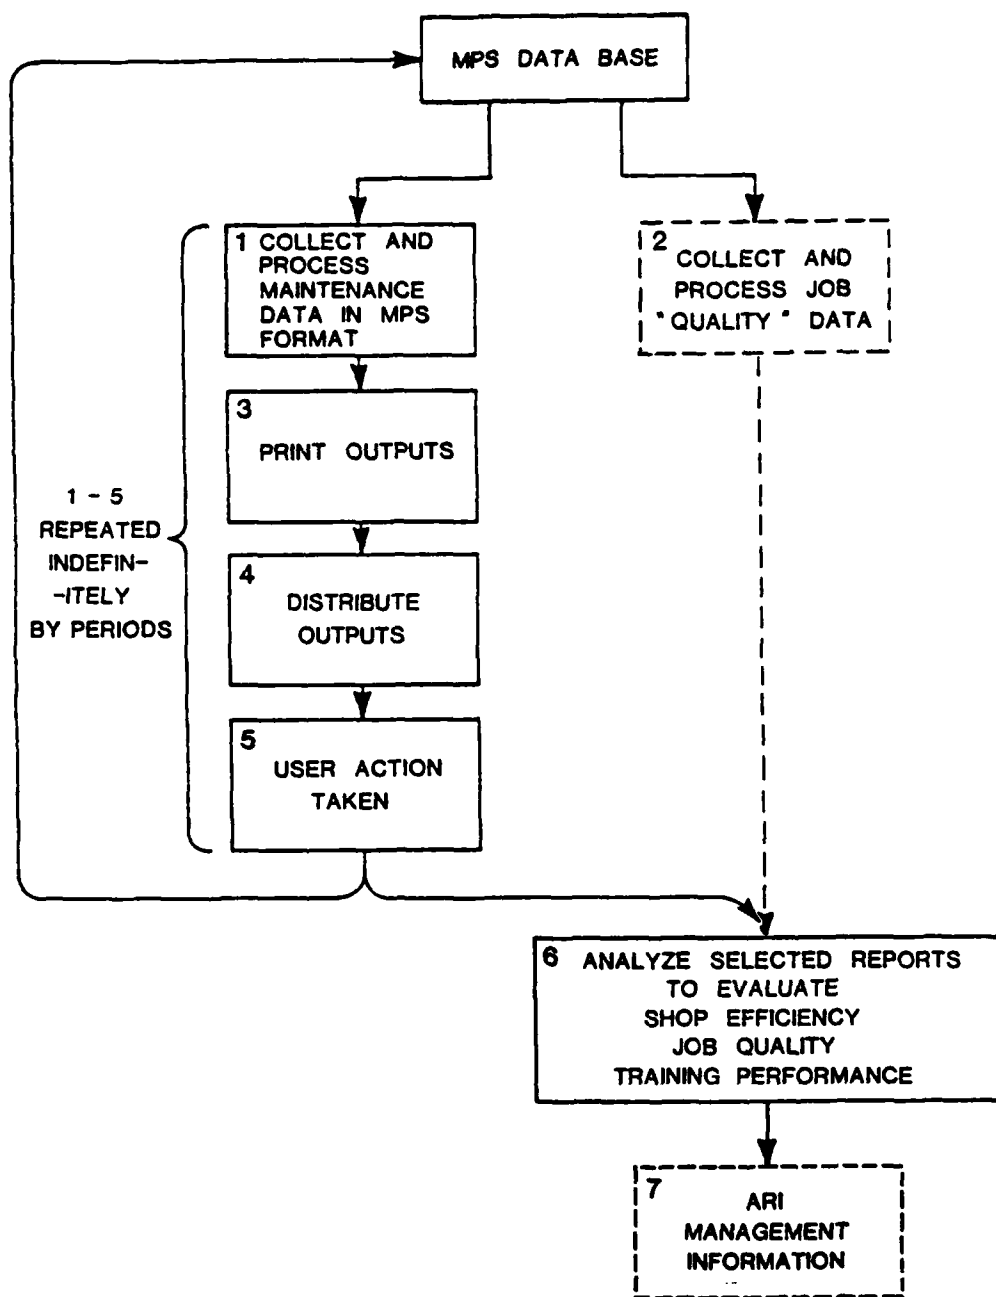 MPS DATA BASE
1 COLLECT AND
PROCESS
MAINTENANCE
DATA IN MPS
FORMAT
2
COLLECT AND
PROCESS JOB
"QUALITY" DATA
3
PRINT OUTPUTS
1 - 5
REPEATED
INDEFIN-
-ITELY
BY PERIODS
4
DISTRIBUTE
OUTPUTS
5
USER ACTION
TAKEN
6 ANALYZE SELECTED REPORTS
TO EVALUATE
SHOP EFFICIENCY
JOB QUALITY
TRAINING PERFORMANCE
7
ARI
MANAGEMENT
INFORMATION